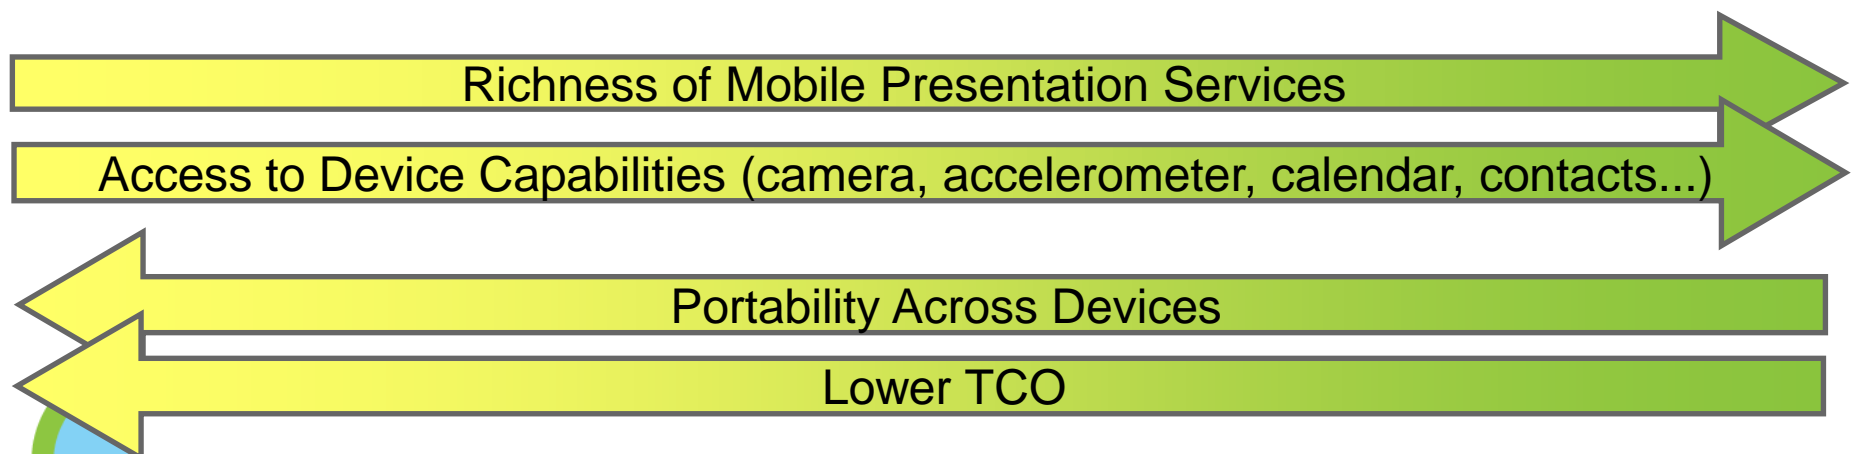 Richness of Mobile Presentation Services
Access to Device Capabilities (camera, accelerometer, calendar, contacts...)
Portability Across Devices
Lower TCO